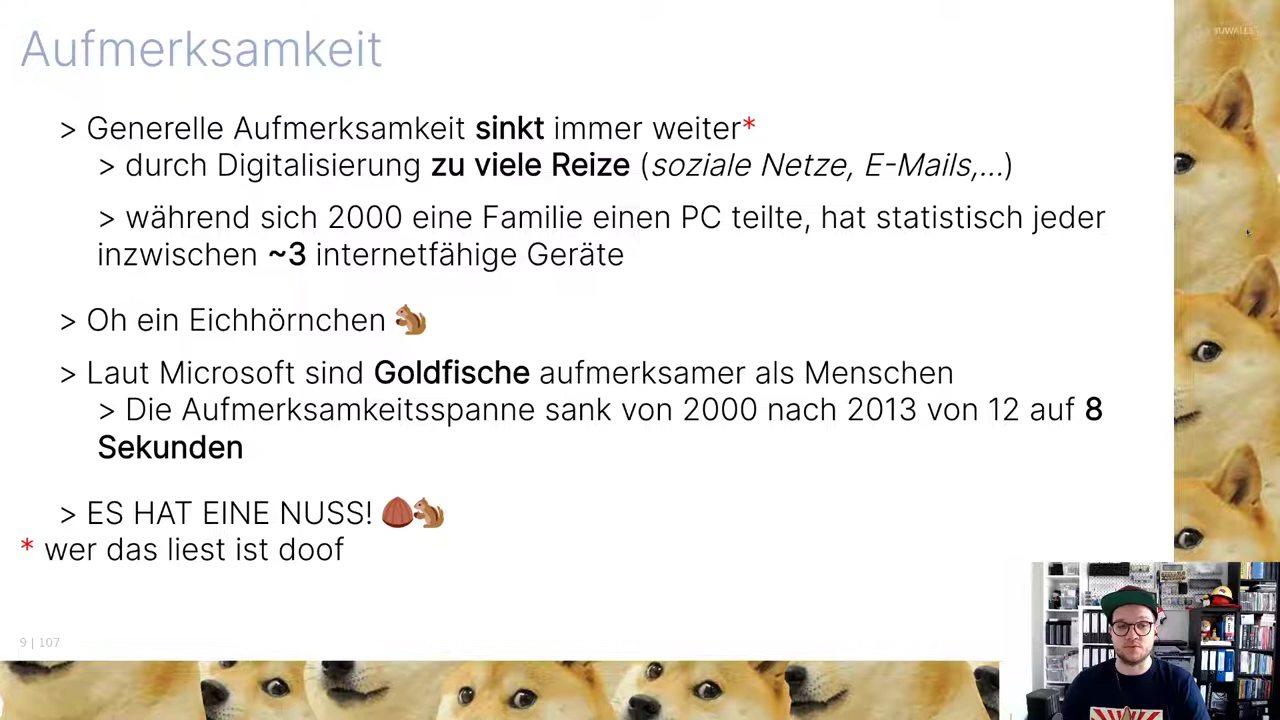 Aufmerksamkeit
> Generelle Aufmerksamkeit sinkt immer weiter*
> durch Digitalisierung zu viele Reize (soziale Netze, E-Mails,...)
> während sich 2000 eine Familie einen PC teilte, hat statistisch jeder
inzwischen ~3 internetfähige Geräte
> Oh ein Eichhörnchen 🐿️
> Laut Microsoft sind Goldfische aufmerksamer als Menschen
> Die Aufmerksamkeitsspanne sank von 2000 nach 2013 von 12 auf 8
Sekunden
> ES HAT EINE NUSS! 🌰🐿️
* wer das liest ist doof
9 | 107